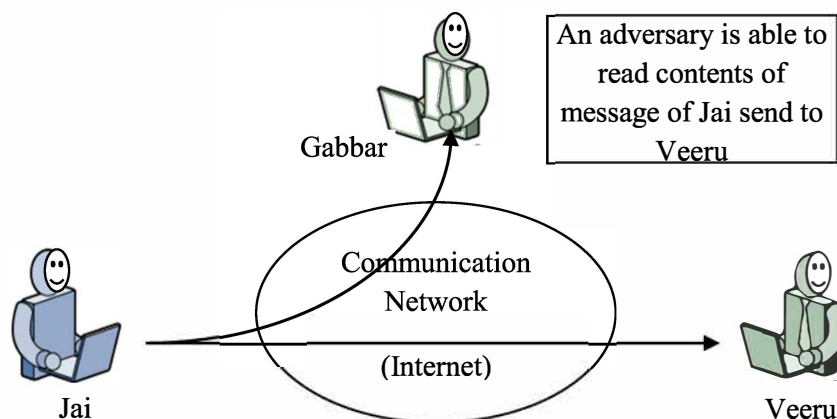 An adversary is able to
read contents of
message of Jai send to
Veeru
Gabbar
Communication
Network
(Internet)
Jai
Veeru